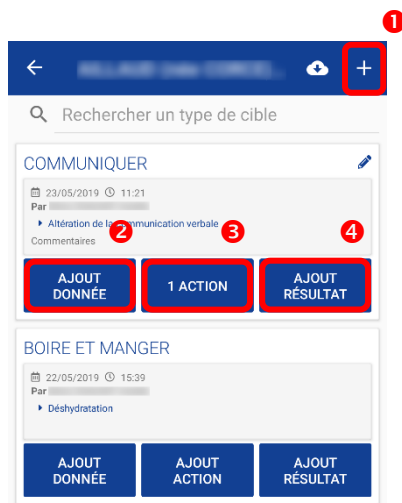 1
Rechercher un type de cible
COMMUNIQUER
23/05/2019 11:21
Par
Altération de la communication verbale
Commentaires
2
3
4
AJOUT DONNÉE
1 ACTION
AJOUT RÉSULTAT
BOIRE ET MANGER
22/05/2019 15:39
Par
Déshydratation
AJOUT DONNÉE
AJOUT ACTION
AJOUT RÉSULTAT